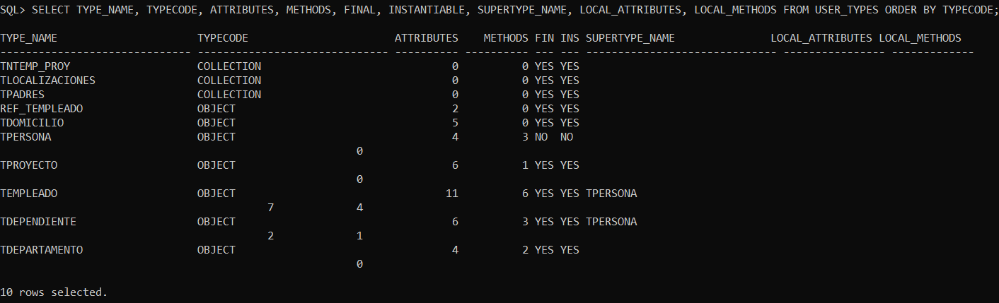 SQL> SELECT TYPE_NAME, TYPECODE, ATTRIBUTES, METHODS, FINAL, INSTANTIABLE, SUPERTYPE_NAME, LOCAL_ATTRIBUTES, LOCAL_METHODS FROM USER_TYPES ORDER BY TYPECODE;

TYPE_NAME                      TYPECODE                       ATTRIBUTES    METHODS FIN INS SUPERTYPE_NAME               LOCAL_ATTRIBUTES LOCAL_METHODS
------------------------------ ------------------------------ ---------- ---------- --- --- ------------------------------ ---------------- -------------
TNTEMP_PROY                    COLLECTION                              0          0 YES YES
TLOCALIZACIONES                COLLECTION                              0          0 YES YES
TPADRES                        COLLECTION                              0          0 YES YES
REF_TEMPLEADO                  OBJECT                                  2          0 YES YES
TDOMICILIO                     OBJECT                                  5          0 YES YES
TPERSONA                       OBJECT                                  4          3 NO  NO
                                                        0
TPROYECTO                      OBJECT                                  6          1 YES YES
                                                        0
TEMPLEADO                      OBJECT                                 11          6 YES YES TPERSONA
                                          7             4
TDEPENDIENTE                   OBJECT                                  6          3 YES YES TPERSONA
                                          2             1
TDEPARTAMENTO                  OBJECT                                  4          2 YES YES
                                                        0

10 rows selected.